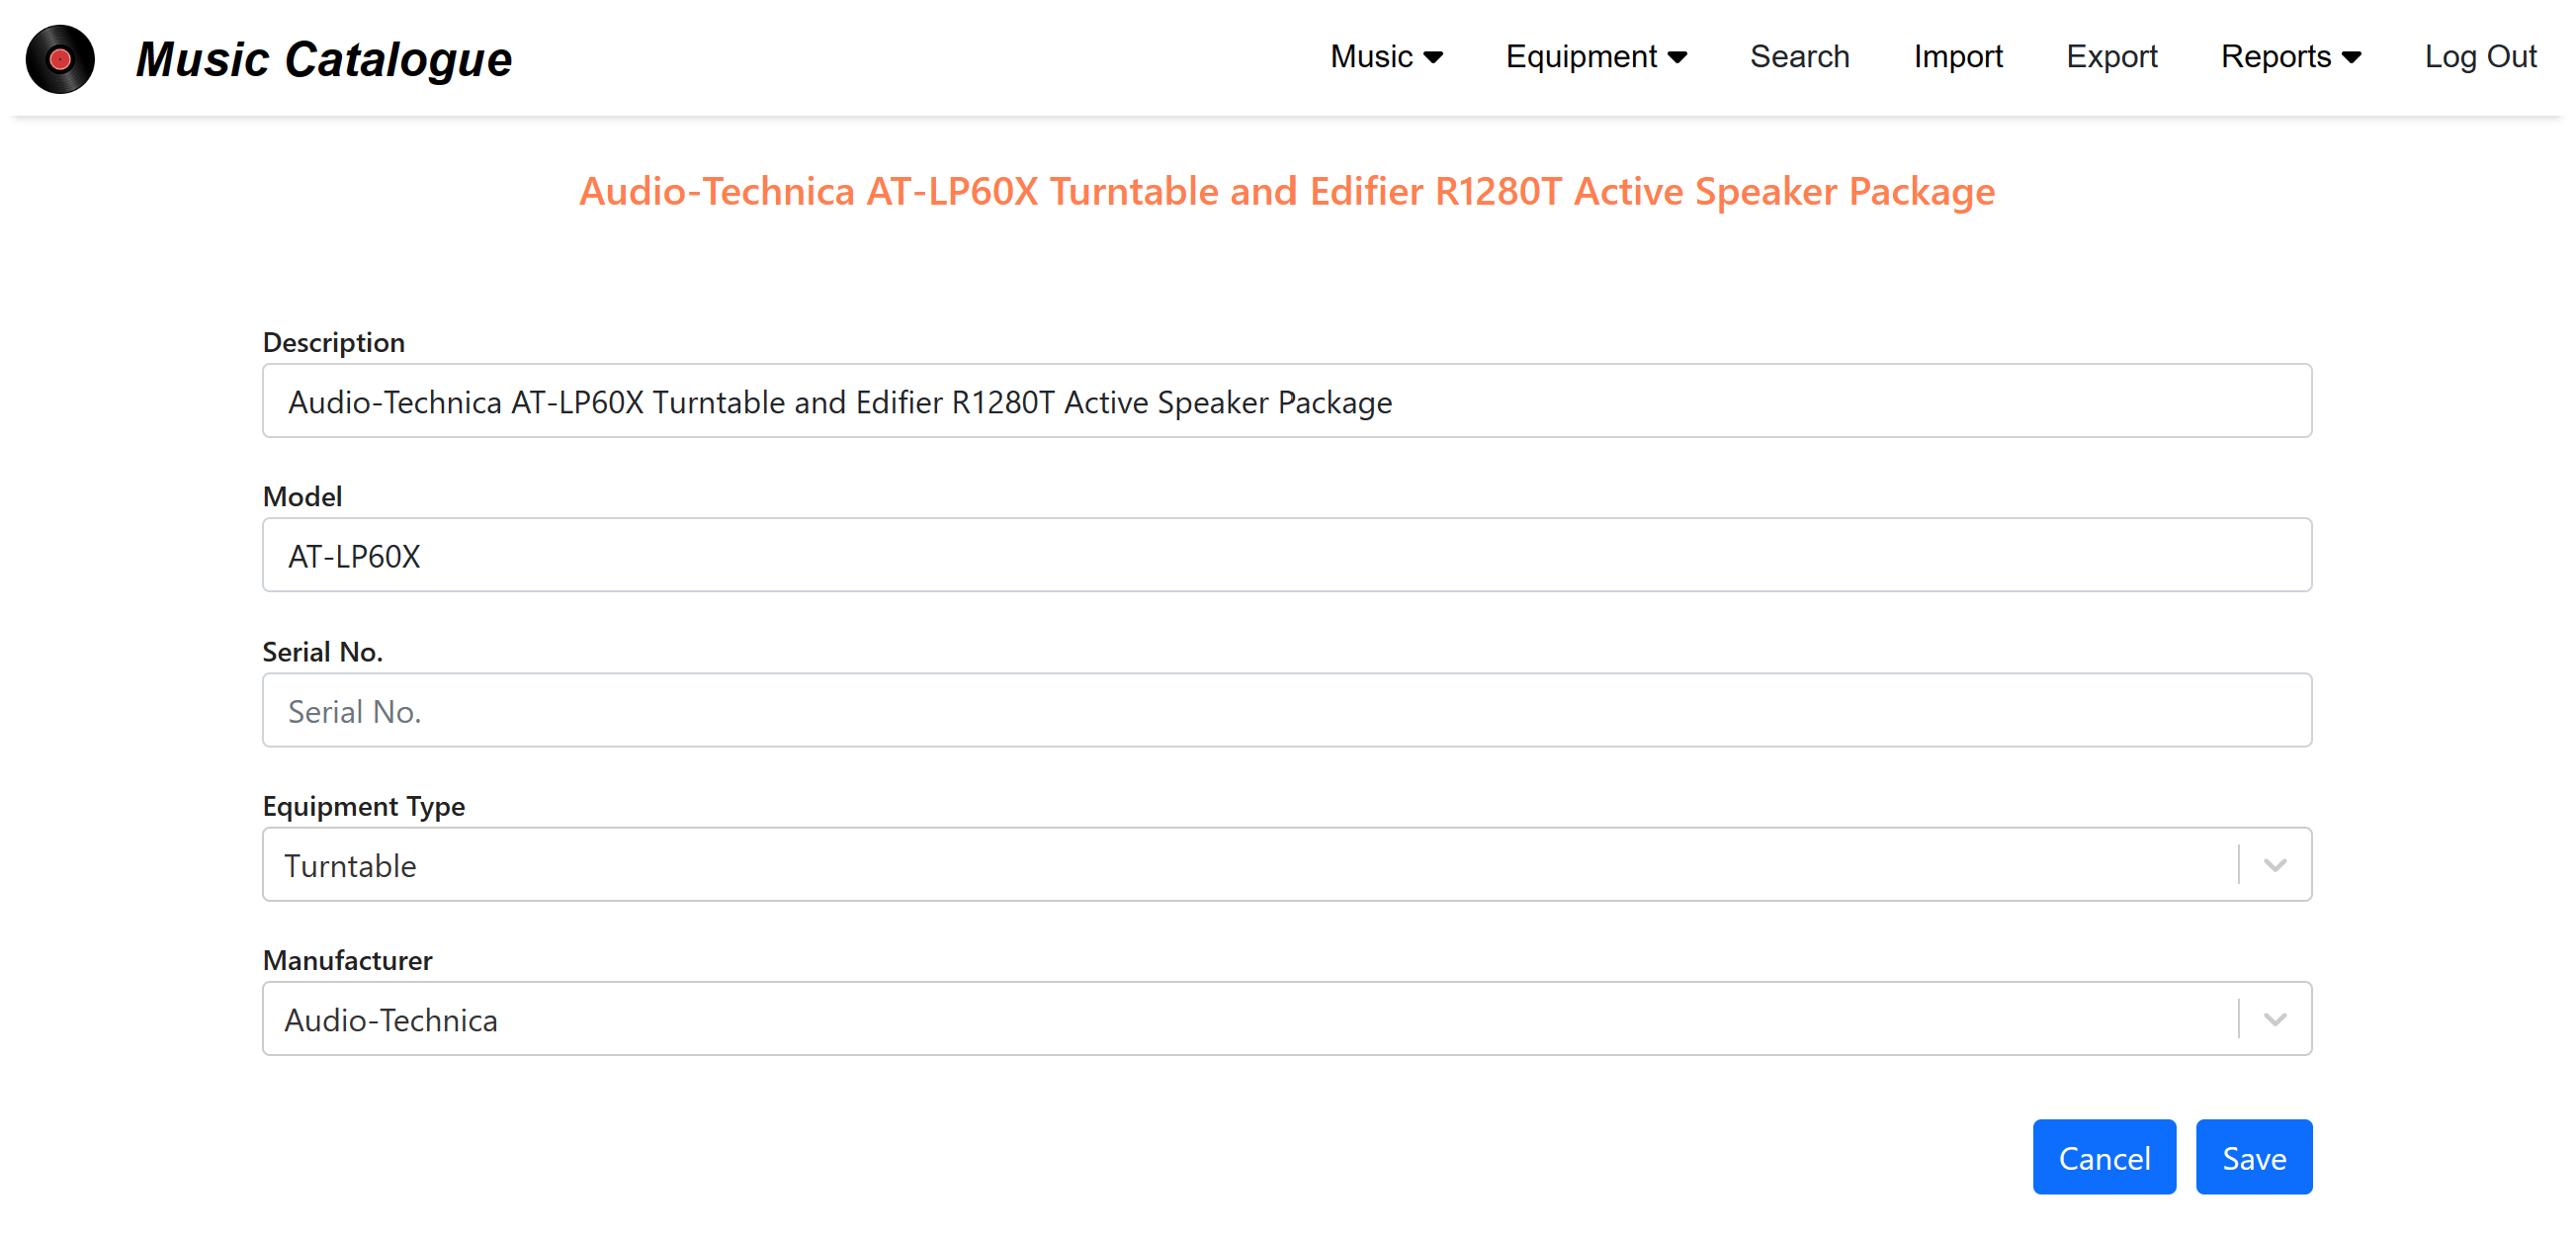 Music Catalogue
Music Equipment Search Import Export Reports Log Out
Audio-Technica AT-LP60X Turntable and Edifier R1280T Active Speaker Package
Description
Audio-Technica AT-LP60X Turntable and Edifier R1280T Active Speaker Package
Model
AT-LP60X
Serial No.
Serial No.
Equipment Type
Turntable
Manufacturer
Audio-Technica
Cancel Save